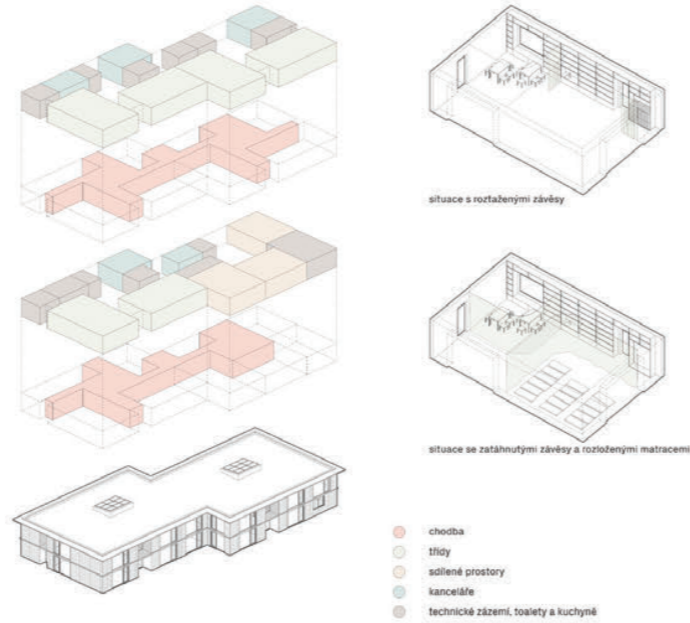 situace s roztaženými závěsy
situace se zatáhnutými závěsy a rozloženými matracemi
chodba
třídy
sdílené prostory
kanceláře
technické zázemí, toalety a kuchyně